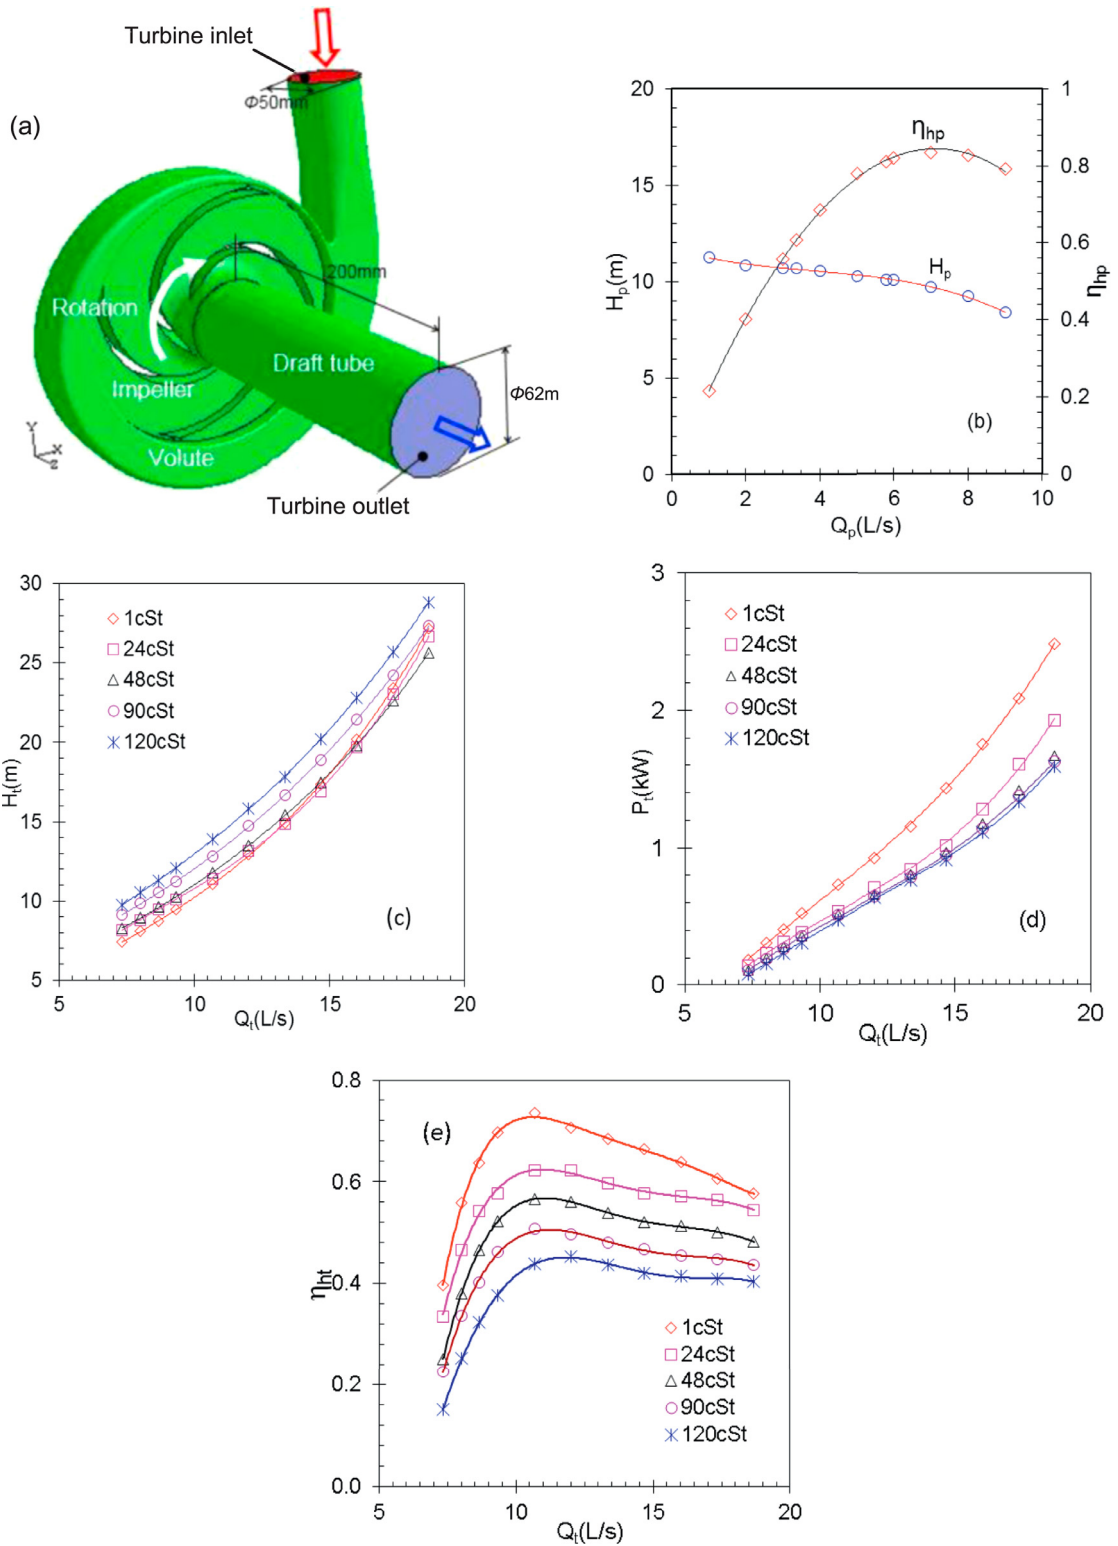 Turbine inlet
Φ50mm
(a)
200mm
Rotation
Draft tube
Impeller
Φ62m
Y
X
Z
Volute
Turbine outlet
20
15
10
5
0
H_p(m)
η_hp
H_p
(b)
1
0.8
0.6
0.4
0.2
0
η_hp
0 2 4 6 8 10
Q_p(L/s)
30
25
20
15
10
5
H_t(m)
1cSt
24cSt
48cSt
90cSt
120cSt
(c)
5 10 15 20
Q_t(L/s)
3
2
1
0
P_t(kW)
1cSt
24cSt
48cSt
90cSt
120cSt
(d)
5 10 15 20
Q_t(L/s)
0.8
0.6
0.4
0.2
0.0
η_ht
(e)
1cSt
24cSt
48cSt
90cSt
120cSt
5 10 15 20
Q_t(L/s)